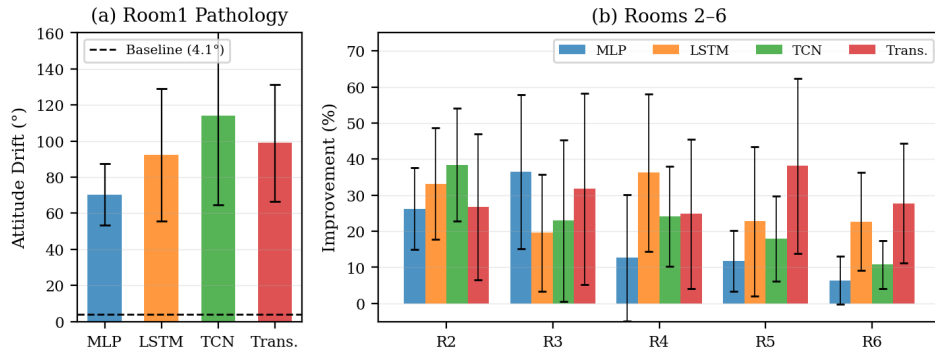 (a) Room1 Pathology
Attitude Drift (°)
160
140
120
100
80
60
40
20
0
Baseline (4.1°)
MLP LSTM TCN Trans.
(b) Rooms 2–6
Improvement (%)
70
60
50
40
30
20
10
0
MLP LSTM TCN Trans.
R2 R3 R4 R5 R6